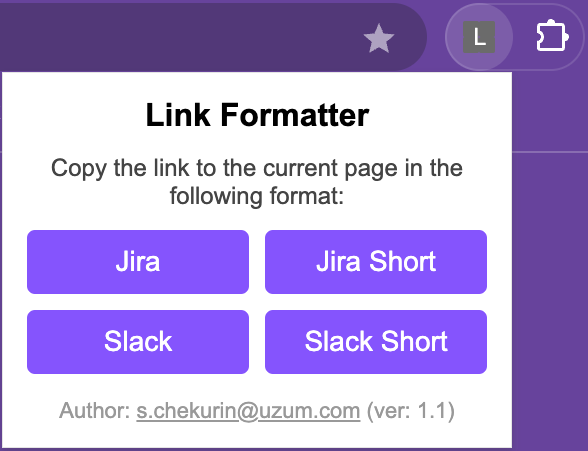 L
Link Formatter
Copy the link to the current page in the
following format:
Jira
Jira Short
Slack
Slack Short
Author: s.chekurin@uzum.com (ver: 1.1)